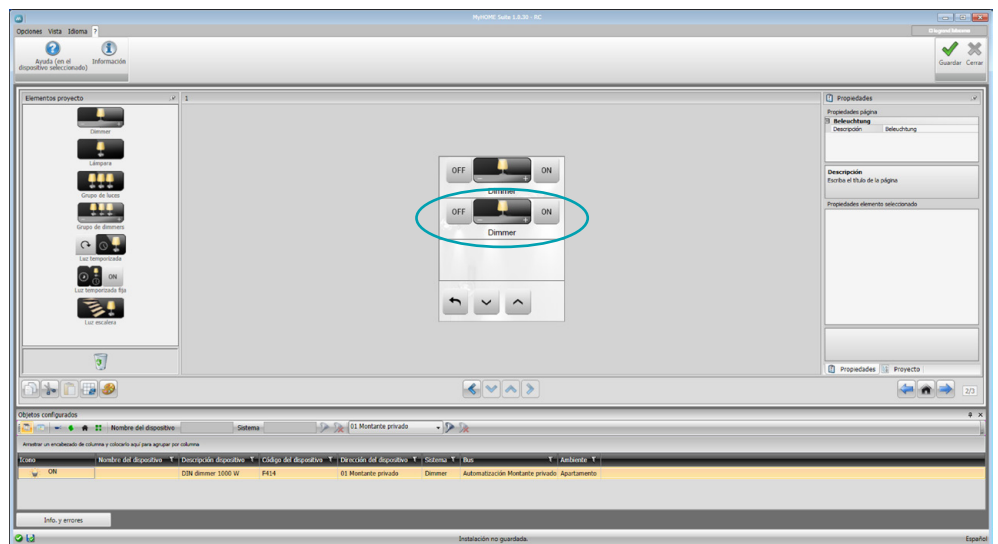 MyHOME Suite 1.0.20 - RC
Opciones Vista Idioma ?
Ayuda (en el dispositivo seleccionado)
Información
Guardar Cerrar
Elementos proyecto
1
Propiedades
Dimmer
Lámpara
Grupo de luces
Grupo de dimmers
Luz temporizada
ON
Luz temporizada fija
Luz escalera
OFF ON
Dimmer
OFF ON
Dimmer
Propiedades página
Beleuchtung
Descripción Beleuchtung
Descripción
Escriba el título de la página
Propiedades elemento seleccionado
Propiedades Proyecto
2/3
Objetos configurados
Nombre del dispositivo Sistema 01 Montante privado
Arrastrar un encabezado de columna y colocarlo aquí para agrupar por columna
Icono Nombre del dispositivo Descripción dispositivo Código del dispositivo Dirección del dispositivo Sistema Bus Ambiente
ON DIN dimmer 1000 W F414 01 Montante privado Dimmer Automatización Montante privado Apartamento
Info. y errores
Instalación no guardada.
Español